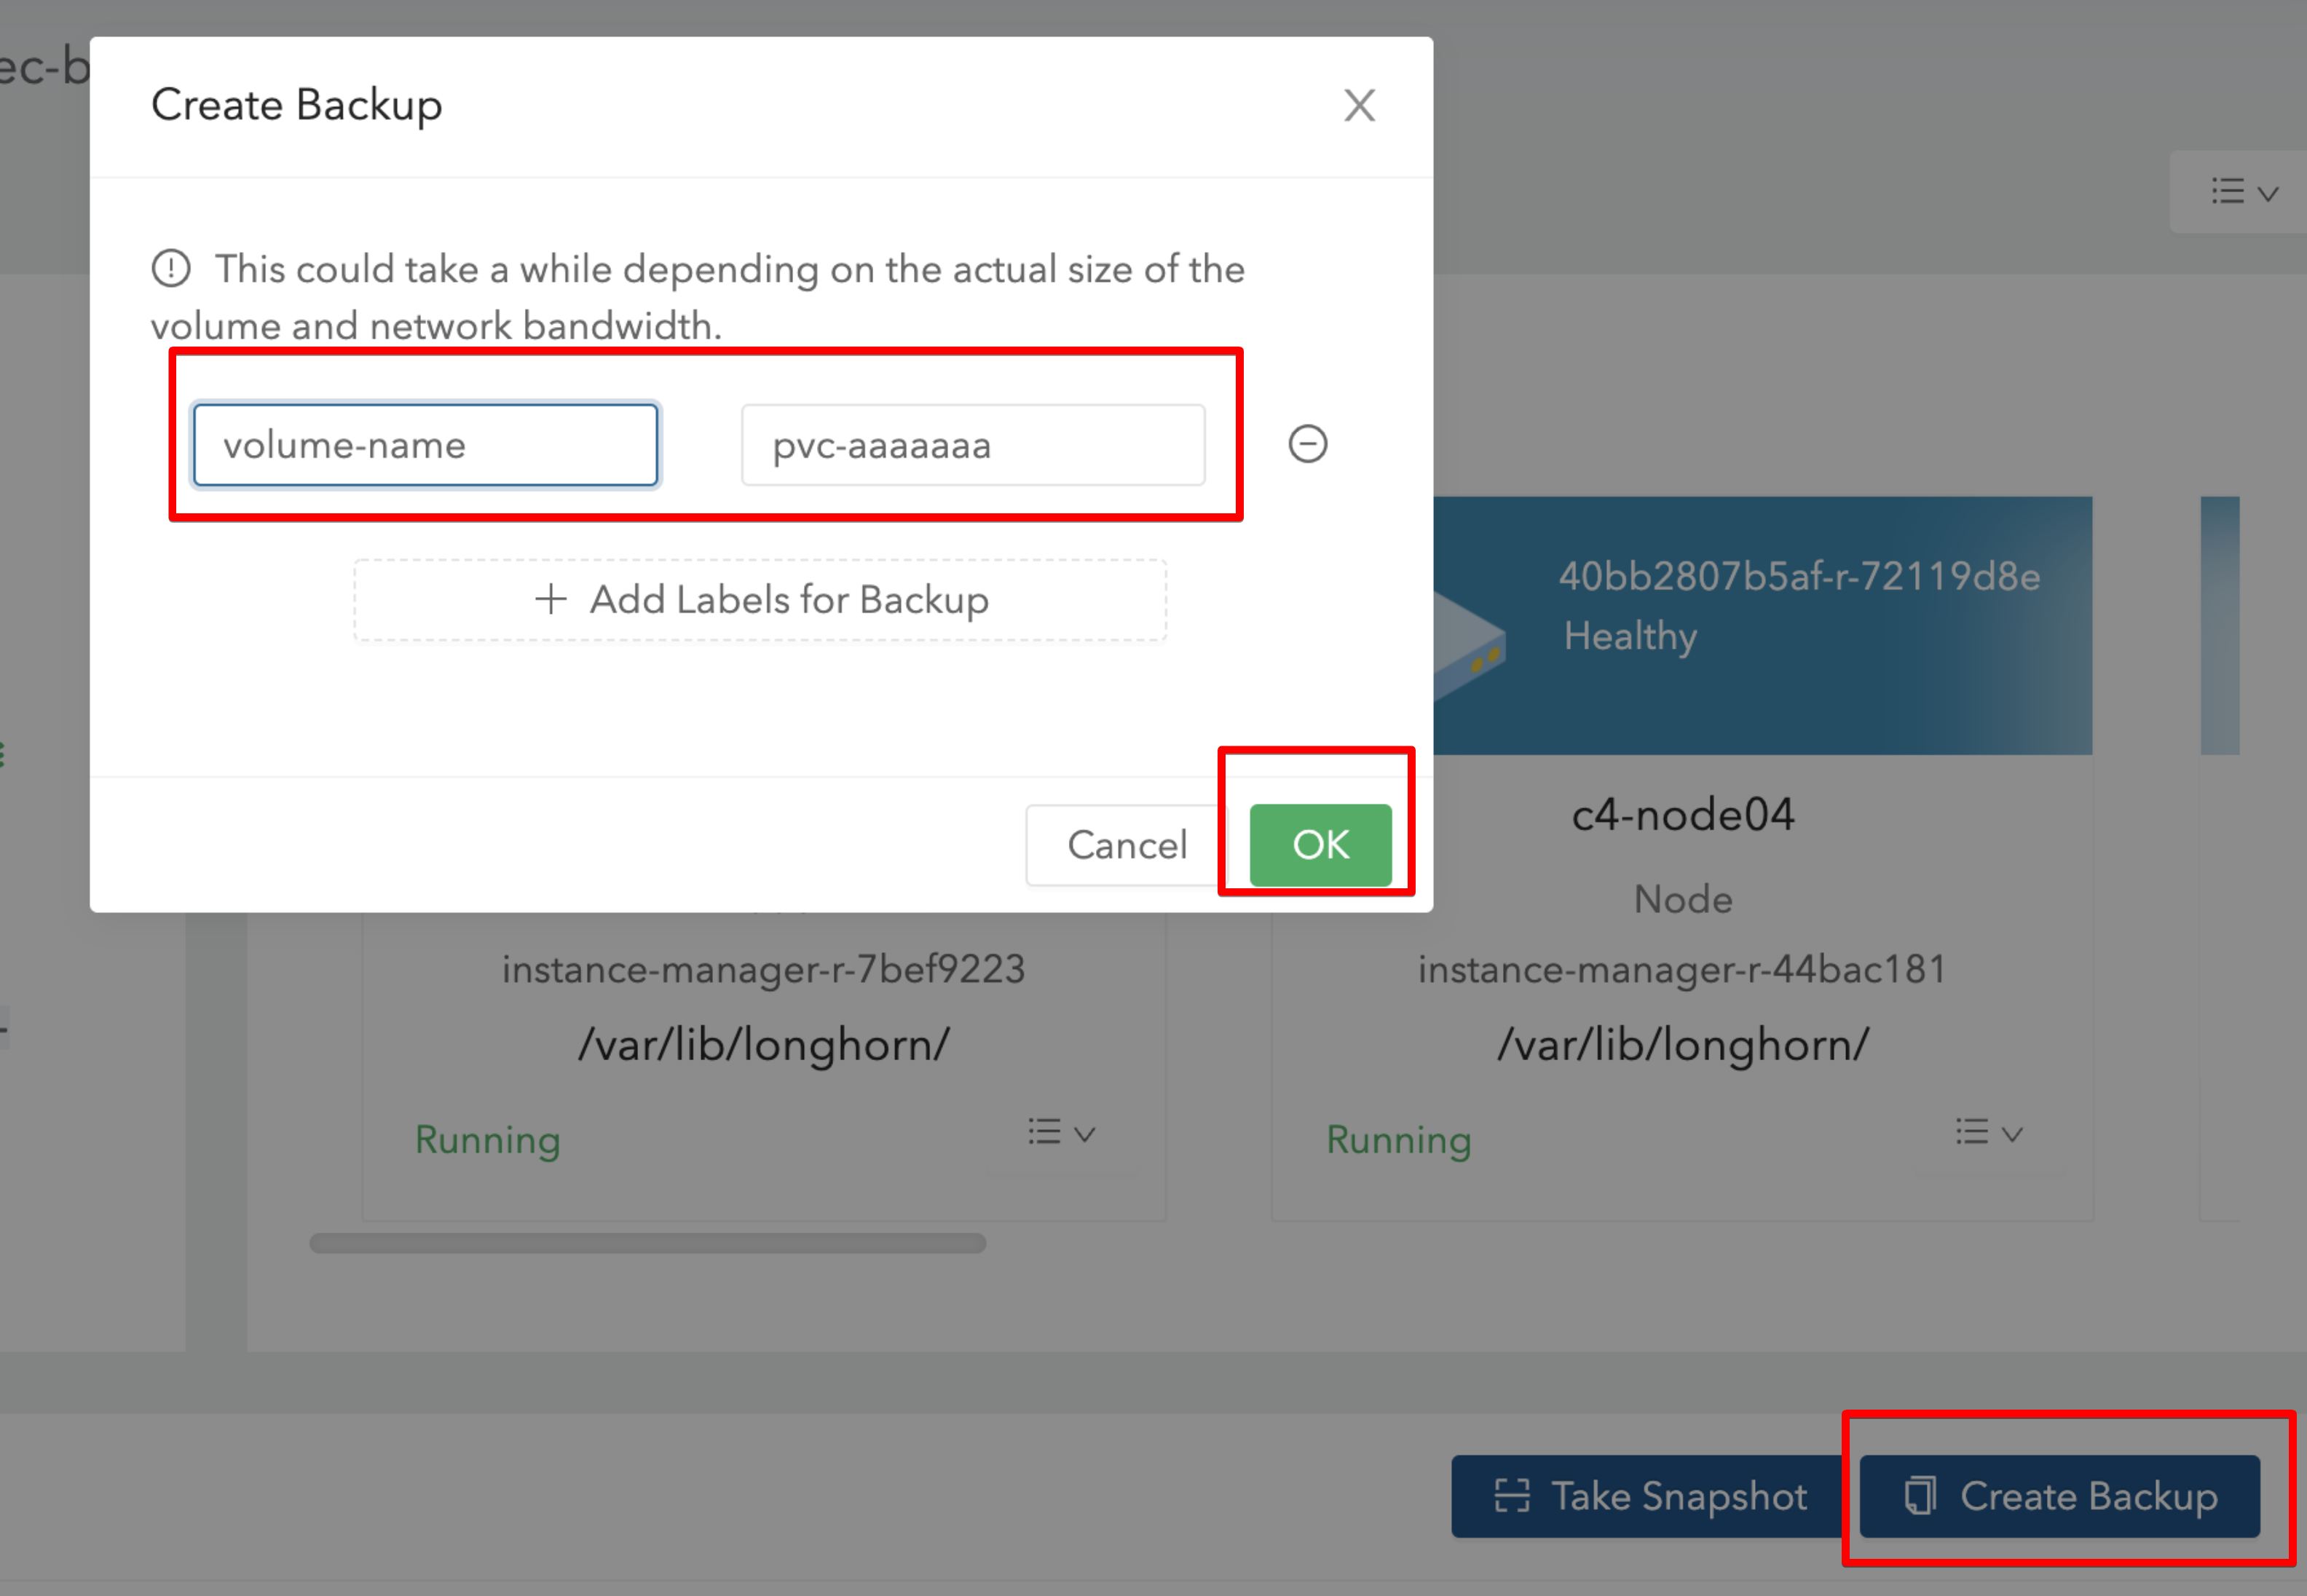 ec-b
Create Backup
This could take a while depending on the actual size of the
volume and network bandwidth.
volume-name pvc-aaaaaaa
+ Add Labels for Backup
Cancel OK
40bb2807b5af-r-72119d8e
Healthy
c4-node04
Node
instance-manager-r-7bef9223
/var/lib/longhorn/
Running
instance-manager-r-44bac181
/var/lib/longhorn/
Running
Take Snapshot Create Backup